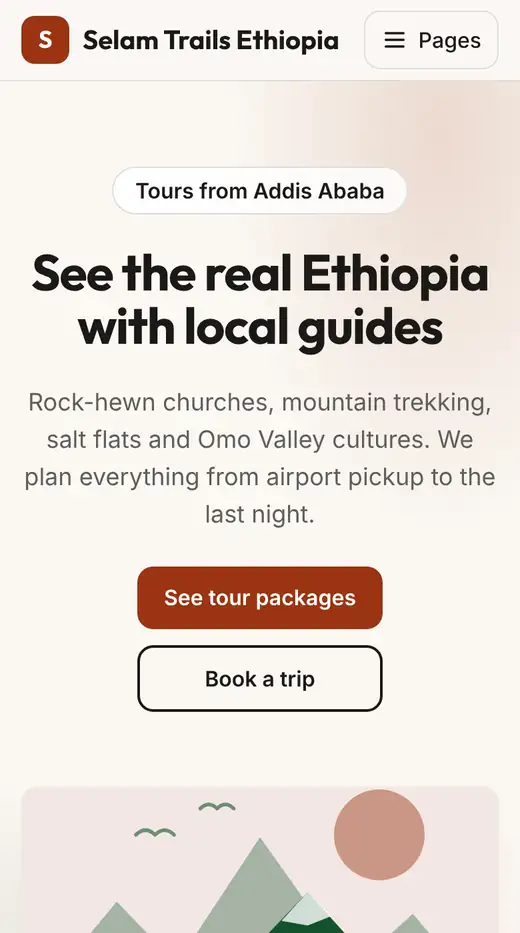 S
Selam Trails Ethiopia
Pages
Tours from Addis Ababa
See the real Ethiopia
with local guides
Rock-hewn churches, mountain trekking,
salt flats and Omo Valley cultures. We
plan everything from airport pickup to the
last night.
See tour packages
Book a trip